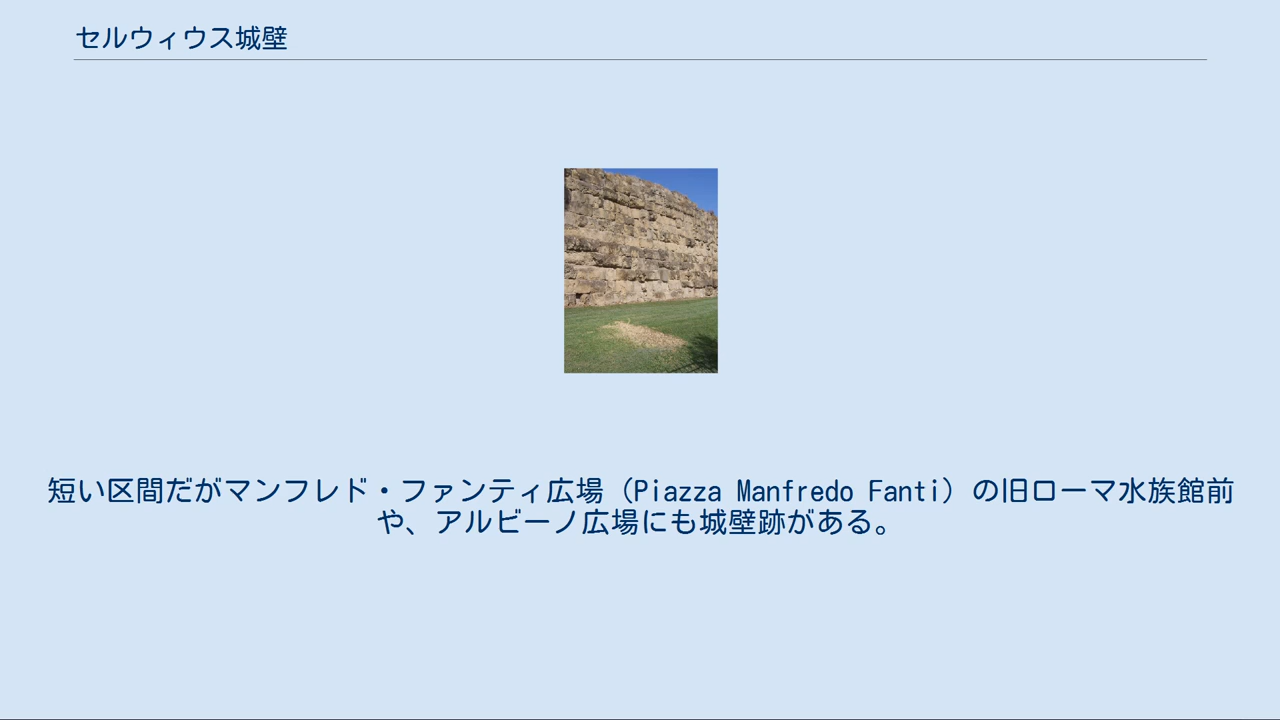 セルウィウス城壁
短い区間だがマンフレド・ファンティ広場（Piazza Manfredo Fanti）の旧ローマ水族館前
や、アルビーノ広場にも城壁跡がある。